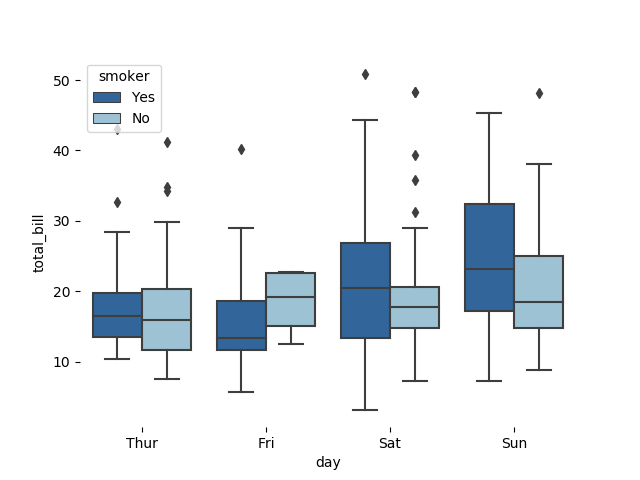 smoker
Yes
No
50
40
30
20
10
total_bill
Thur
Fri
Sat
Sun
day